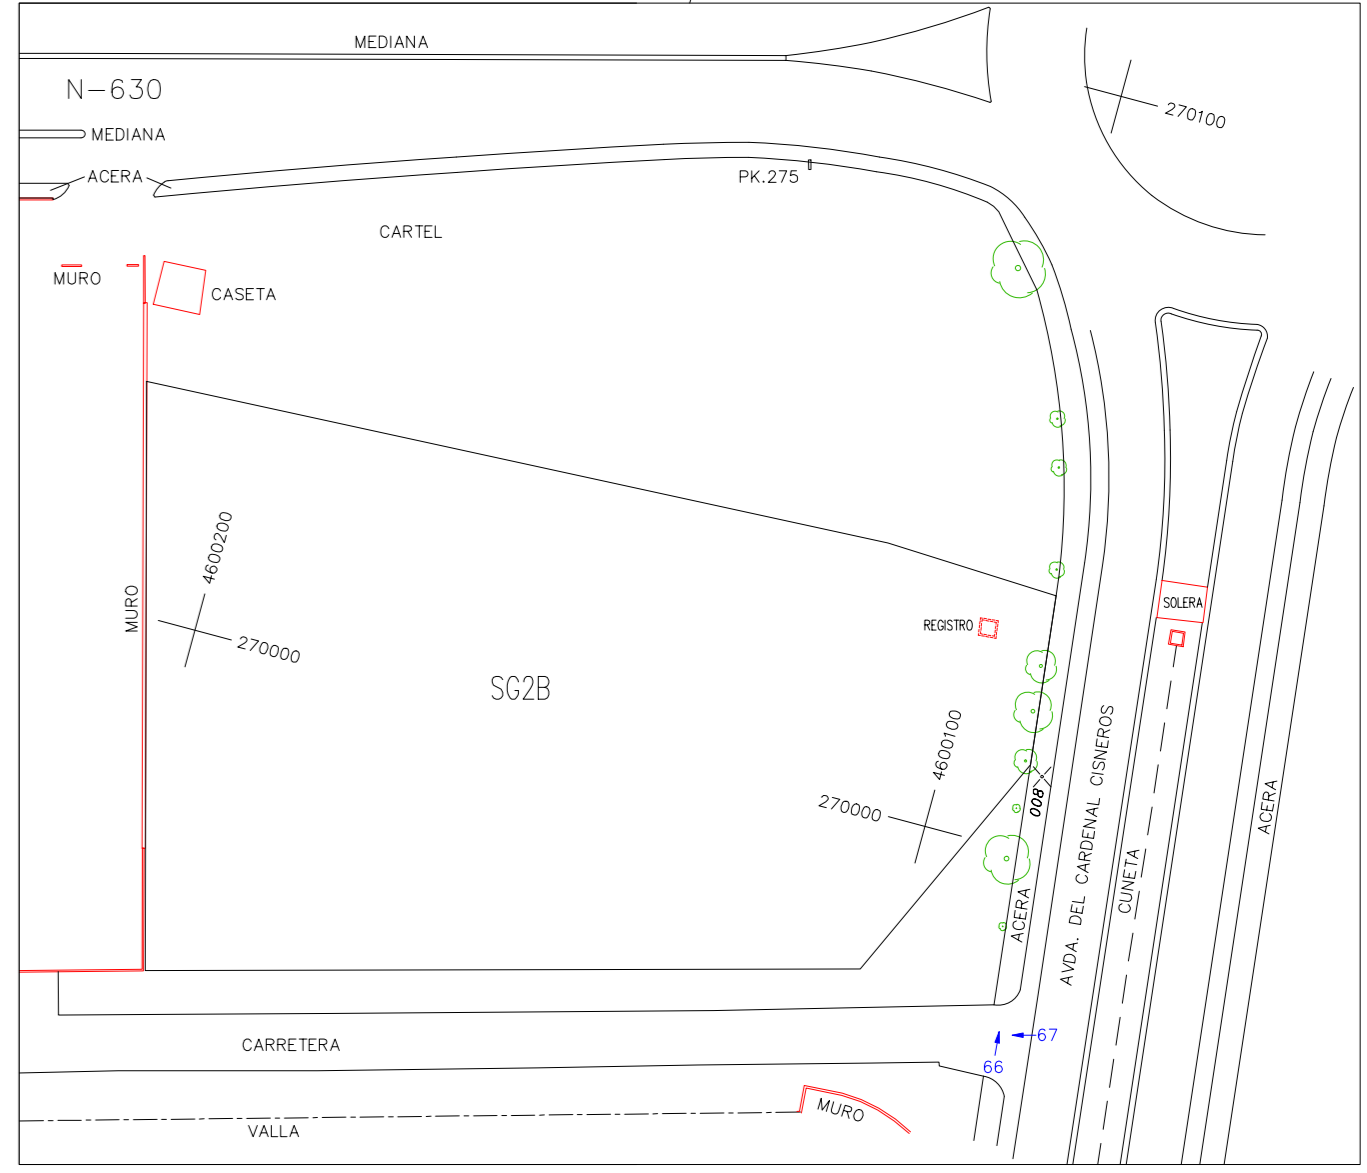 MEDIANA
N-630
MEDIANA
ACERA
270100
PK.275
CARTEL
MURO
CASETA
4600200
MURO
270000
SOLERA
REGISTRO
SG2B
4600100
270000
008
AVDA. DEL CARDENAL CISNEROS
CUNETA
ACERA
ACERA
CARRETERA
67
66
MURO
VALLA